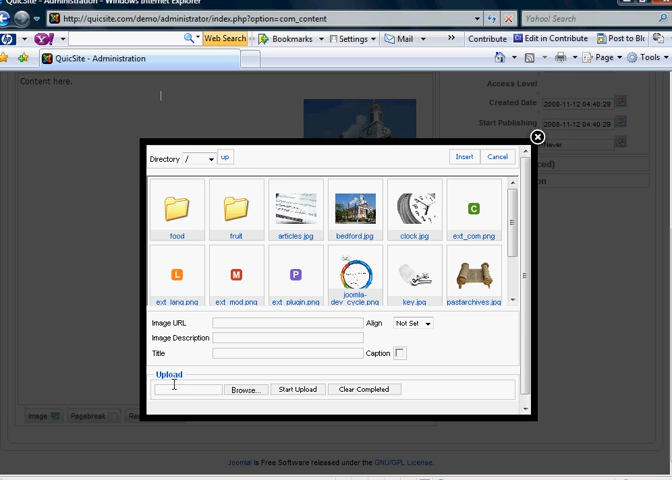 QuicSite - Administration - Windows Internet Explorer
http://quicsite.com/demo/administrator/index.php?option=com_content
Yahoo! Search
Web Search
Bookmarks
Settings
Mail
Contribute
Edit in Contribute
Post to Bl
QuicSite - Administration
Page
Tools
Content here.
Access Level
Created Date
2008-11-12 04:40:29
Start Publishing
2008-11-12 04:40:29
Never
Directory / up
Insert
Cancel
food
fruit
articles.jpg
bedford.jpg
clock.jpg
ext_com.png
ext_lang.png
ext_mod.png
ext_plugin.png
joomla-dev_cycle.png
key.jpg
pastarchives.jpg
Image URL
Align
Not Set
Image Description
Title
Caption
Upload
Browse...
Start Upload
Clear Completed
Image
Pagebreak
Joomla! is Free Software released under the GNU/GPL License.